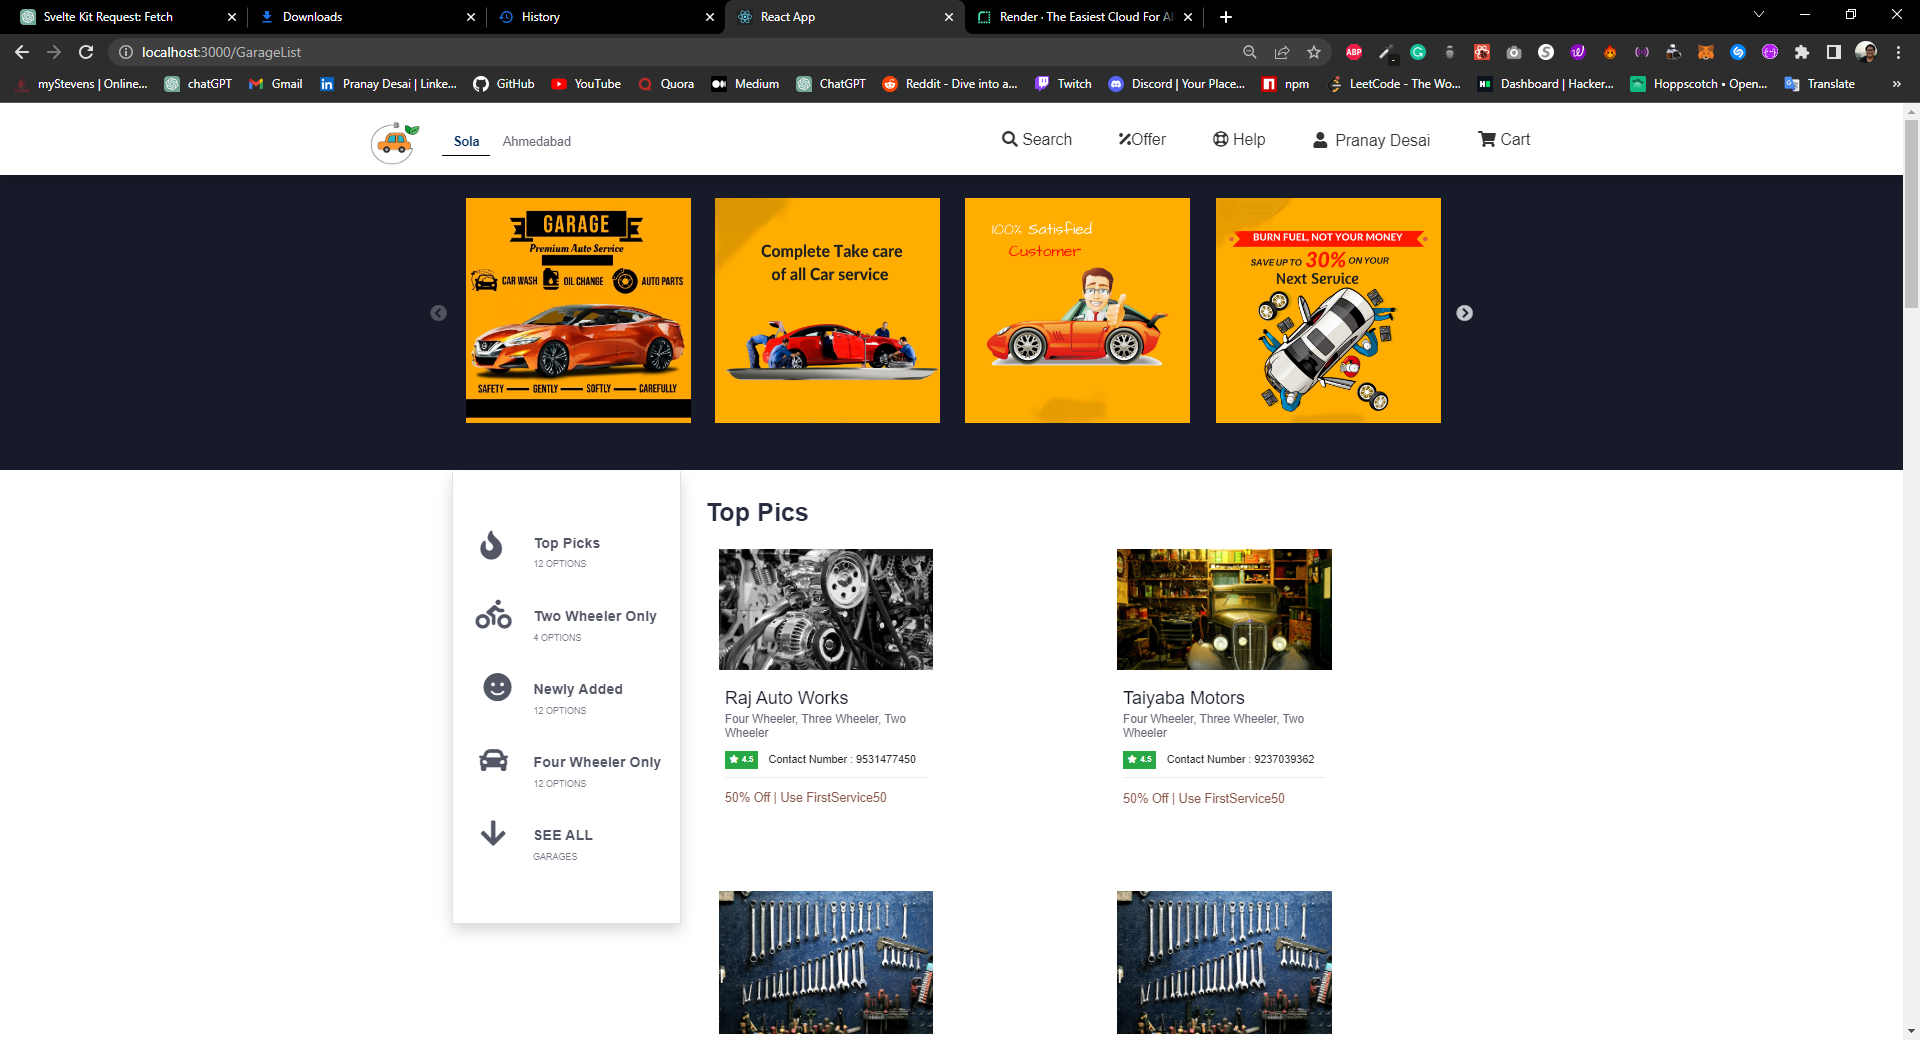 Svelte Kit Request: Fetch
Downloads
History
React App
Render · The Easiest Cloud For Al
localhost:3000/GarageList
ABP
myStevens | Online...
chatGPT
Gmail
Pranay Desai | Linke...
GitHub
YouTube
Quora
Medium
ChatGPT
Reddit - Dive into a...
Twitch
Discord | Your Place...
npm
LeetCode - The Wo...
Dashboard | Hacker...
Hoppscotch • Open...
Translate
»
Sola
Ahmedabad
Search
Offer
Help
Pranay Desai
Cart
GARAGE
Premium Auto Service
CAR WASH
OIL CHANGE
AUTO PARTS
SAFETY — GENTLY — SOFTLY — CAREFULLY
Complete Take care
of all Car service
100% Satisfied
Customer
BURN FUEL, NOT YOUR MONEY
SAVE UP TO 30% ON YOUR
Next Service
Top Picks
12 OPTIONS
Two Wheeler Only
4 OPTIONS
Newly Added
12 OPTIONS
Four Wheeler Only
12 OPTIONS
SEE ALL
GARAGES
Top Pics
Raj Auto Works
Four Wheeler, Three Wheeler, Two
Wheeler
4.5
Contact Number : 9531477450
50% Off | Use FirstService50
Taiyaba Motors
Four Wheeler, Three Wheeler, Two
Wheeler
4.5
Contact Number : 9237039362
50% Off | Use FirstService50